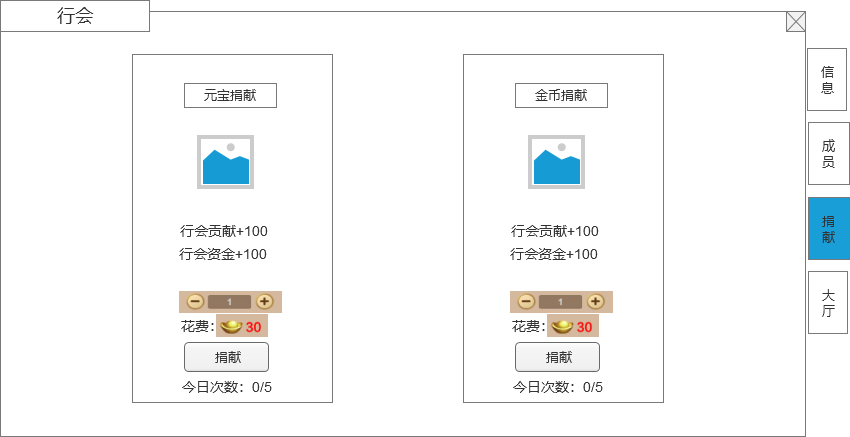 行会
元宝捐献
行会贡献+100
行会资金+100
1
花费：30
捐献
今日次数：0/5
金币捐献
行会贡献+100
行会资金+100
1
花费：30
捐献
今日次数：0/5
信息
成员
捐献
大厅